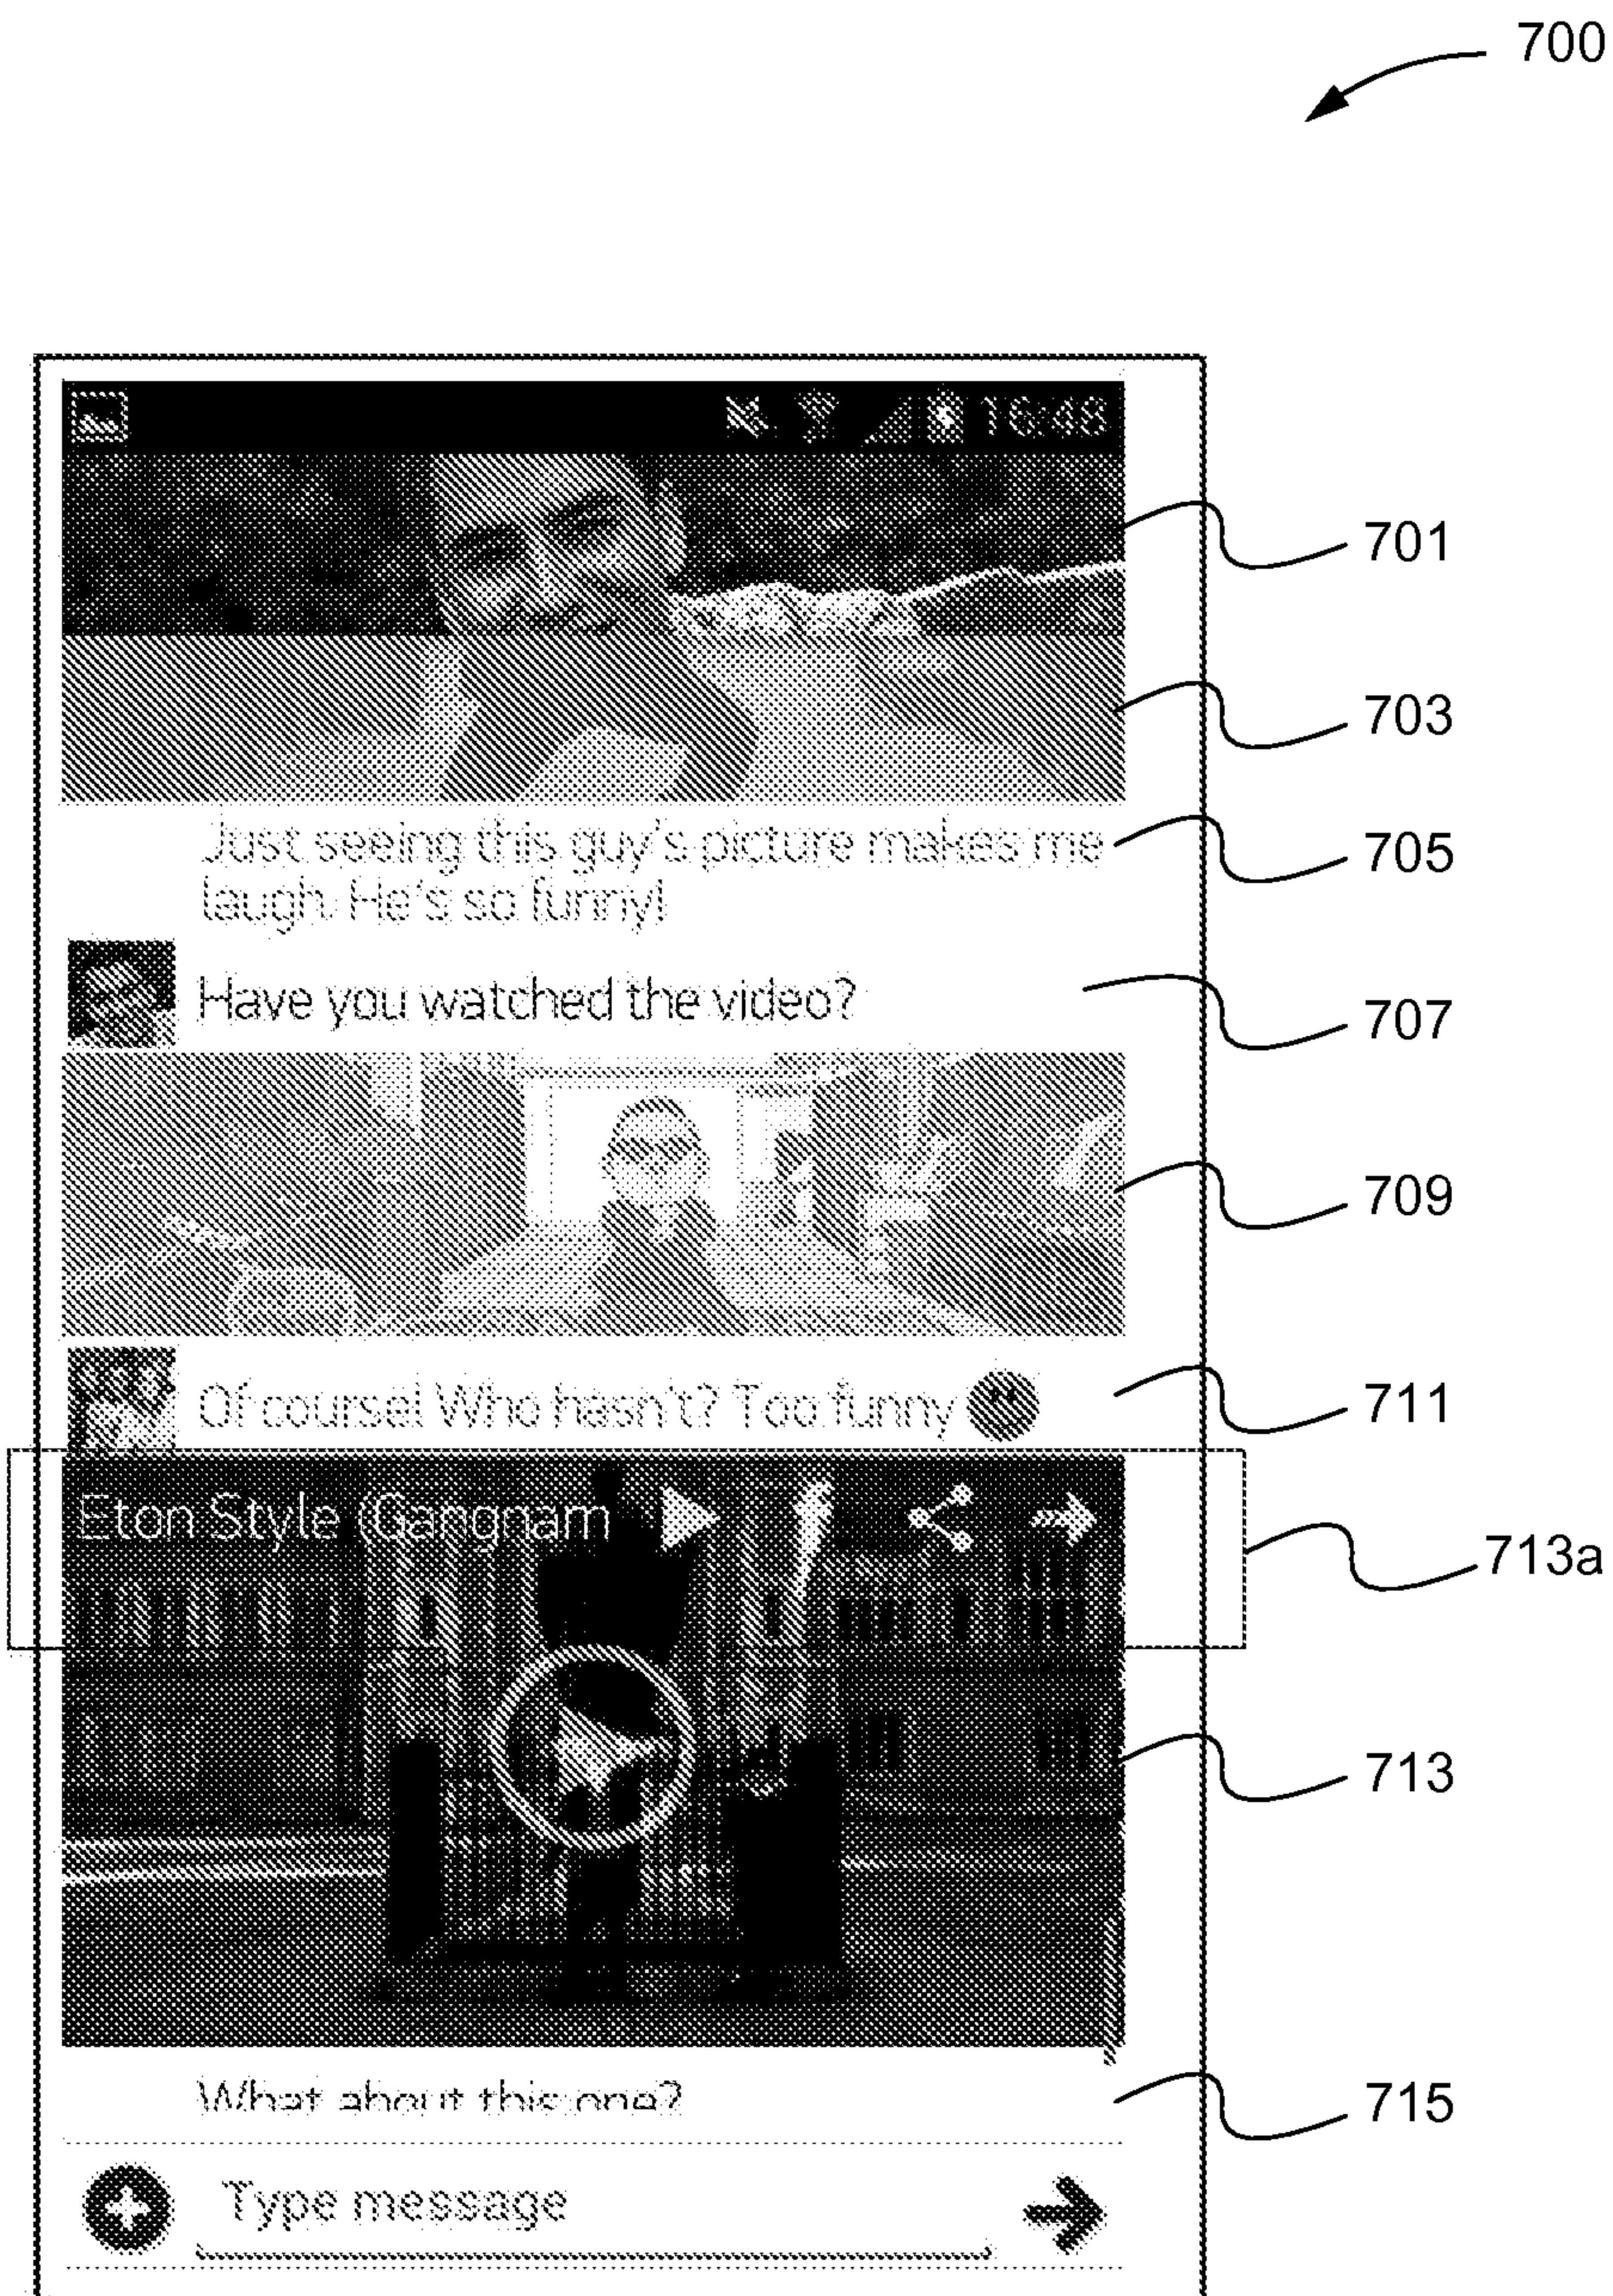 700
16:48
701
703
Just seeing this guy's picture makes me
705
laugh. He's so funny!
Have you watched the video?
707
709
Of course! Who hasn't? Too funny
711
Eton Style (Gangnam
713a
713
What about this one?
715
Type message